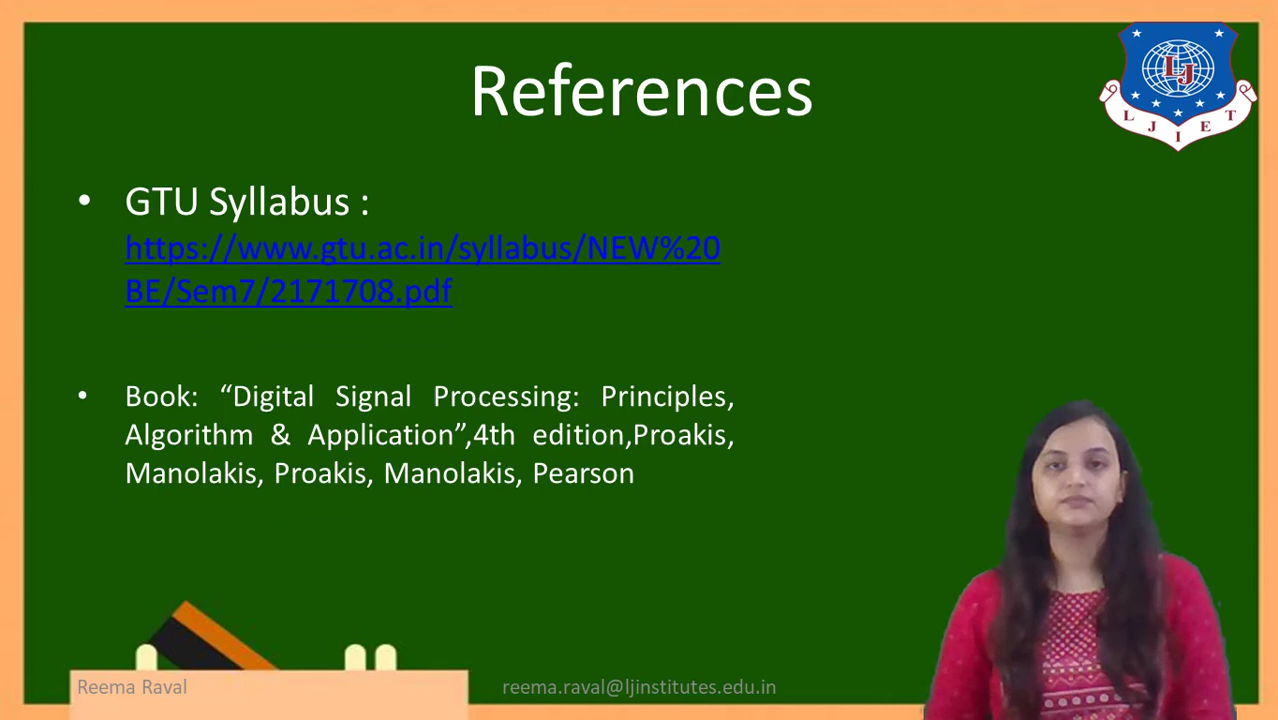 References
LJ
L J I E T
• GTU Syllabus :
https://www.gtu.ac.in/syllabus/NEW%20
BE/Sem7/2171708.pdf
• Book: “Digital Signal Processing: Principles,
Algorithm & Application”,4th edition,Proakis,
Manolakis, Proakis, Manolakis, Pearson
Reema Raval
reema.raval@ljinstitutes.edu.in